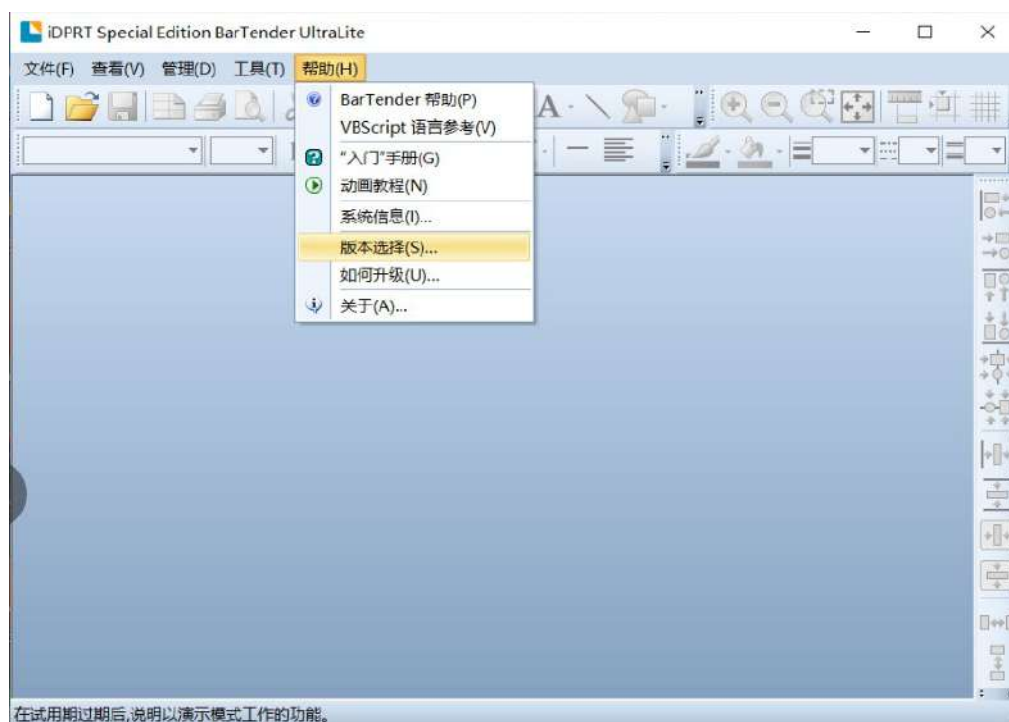 iDPRT Special Edition BarTender UltraLite
文件(F) 查看(V) 管理(D) 工具(T) 帮助(H)
BarTender 帮助(P)
VBScript 语言参考(V)
“入门”手册(G)
动画教程(N)
系统信息(I)...
版本选择(S)...
如何升级(U)...
关于(A)...
在试用期过期后,说明以演示模式工作的功能。